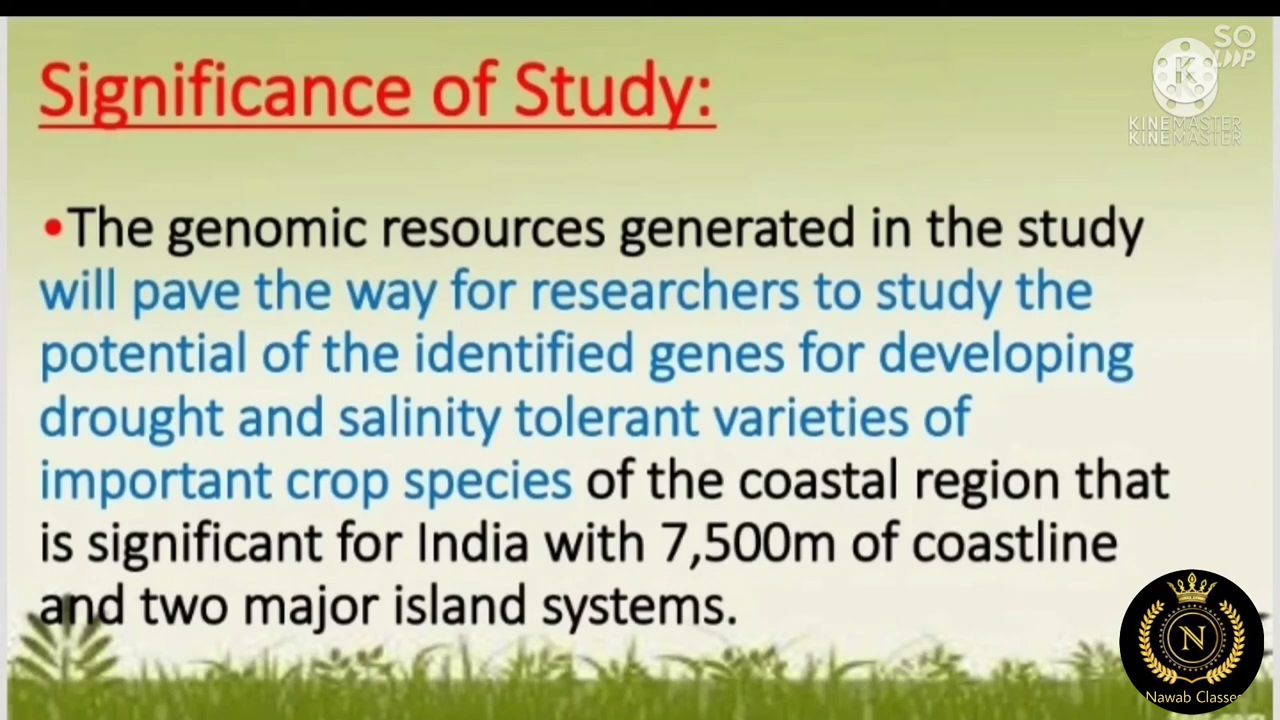 Significance of Study:
SO
LOOP
K
KINEMASTER
KINEMASTER
•The genomic resources generated in the study
will pave the way for researchers to study the
potential of the identified genes for developing
drought and salinity tolerant varieties of
important crop species of the coastal region that
is significant for India with 7,500m of coastline
and two major island systems.
N
Nawab Classes